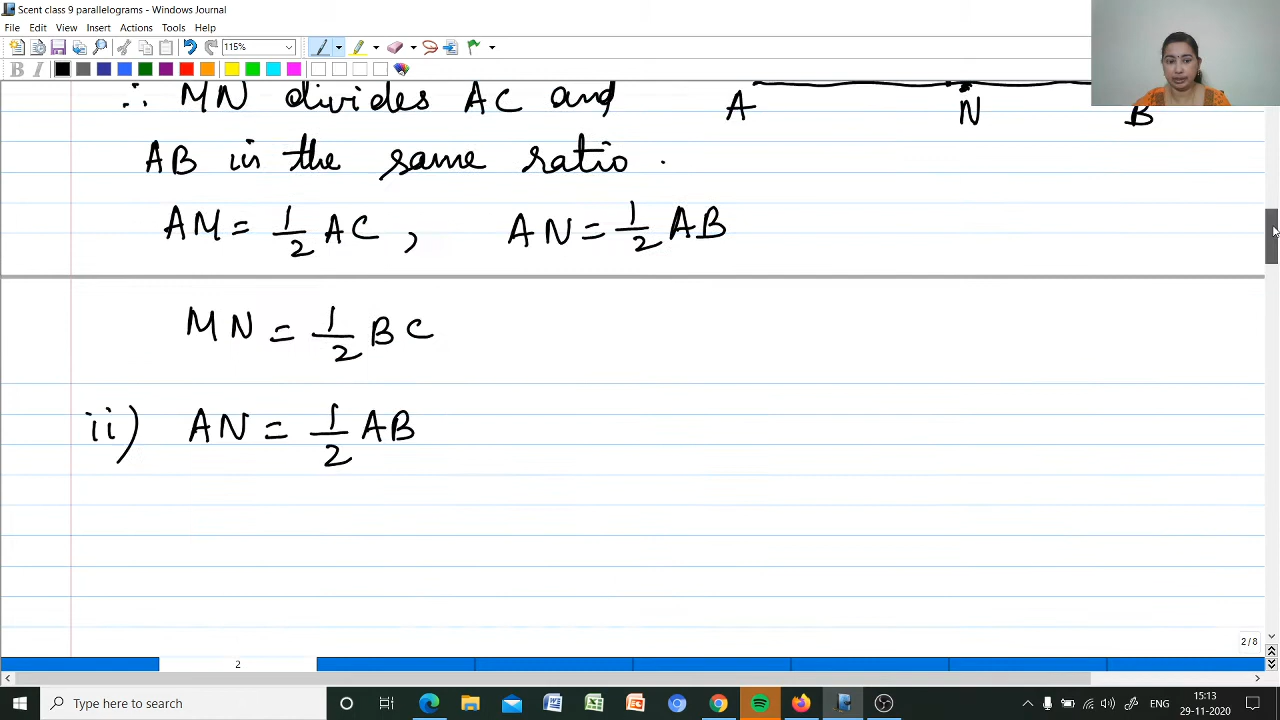 Scent class 9 parallelograms - Windows Journal
File Edit View Insert Actions Tools Help
115%
B I
∴ MN divides AC and
A N B
AB in the same ratio .
AM = 1/2 AC , AN = 1/2 AB
MN = 1/2 BC
ii) AN = 1/2 AB
2/8
2
Type here to search
ENG
15:13
29-11-2020